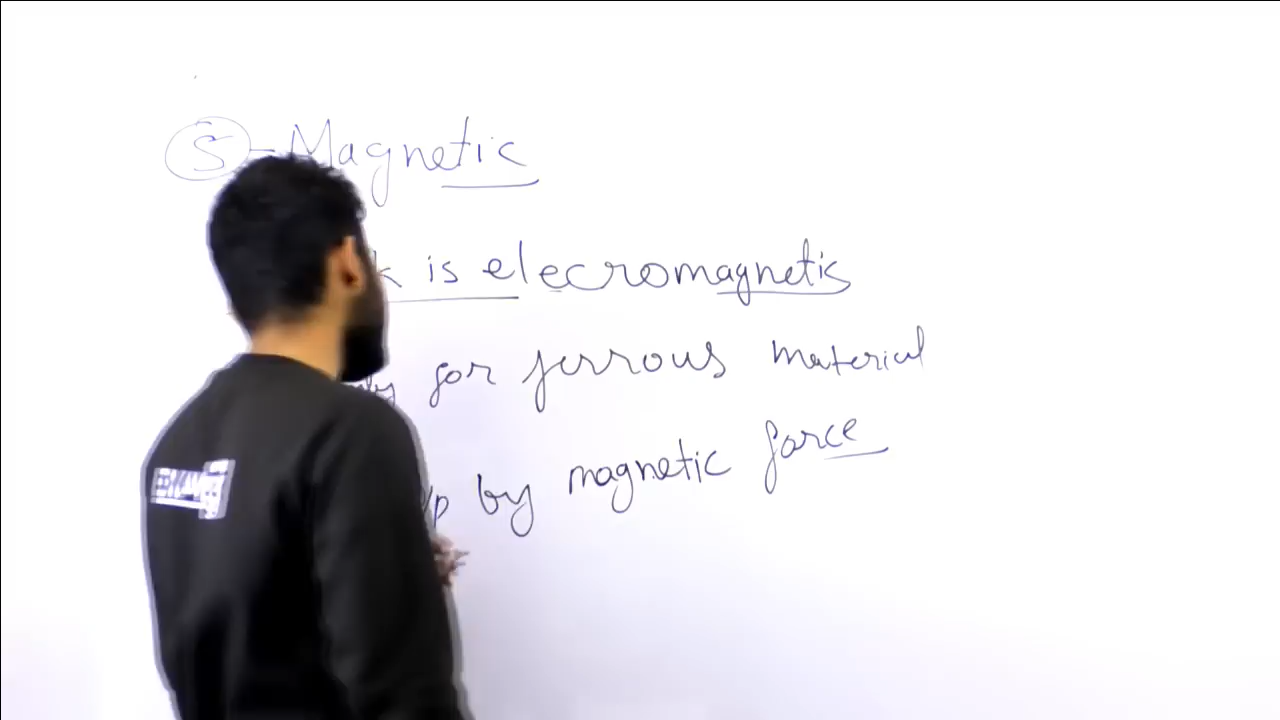 5 - Magnetic
is elecromagnetis
for ferrous material
by magnetic force